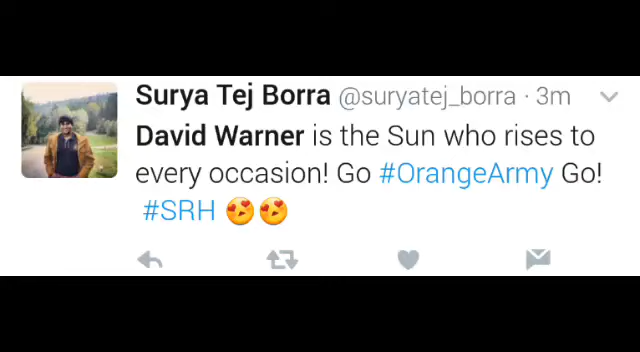 Surya Tej Borra @suryatej_borra · 3m
David Warner is the Sun who rises to
every occasion! Go #OrangeArmy Go!
#SRH 😍😍